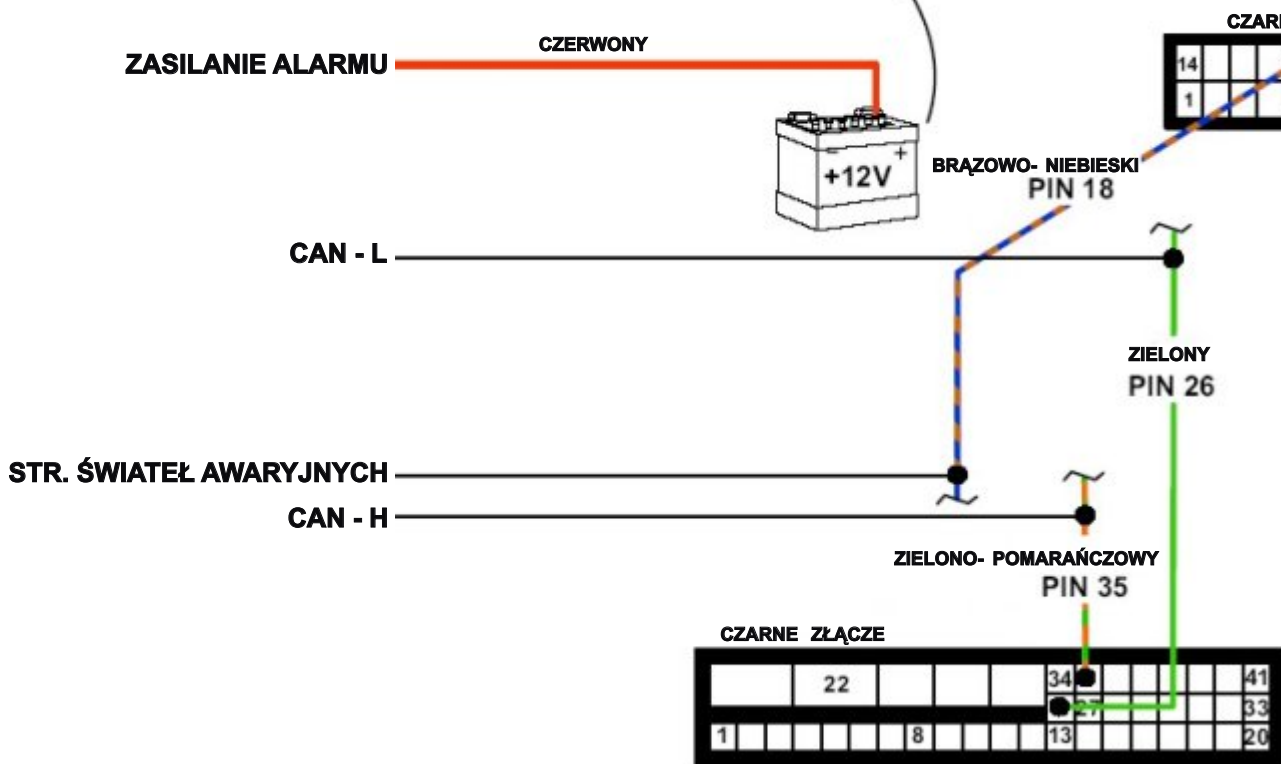 CZERWONY
ZASILANIE ALARMU
14
1
- +
+12V
BRĄZOWO- NIEBIESKI
PIN 18
CAN - L
ZIELONY
PIN 26
STR. ŚWIATEŁ AWARYJNYCH
CAN - H
ZIELONO- POMARAŃCZOWY
PIN 35
CZARNE ZŁĄCZE
22 34 41
27 33
1 8 13 20